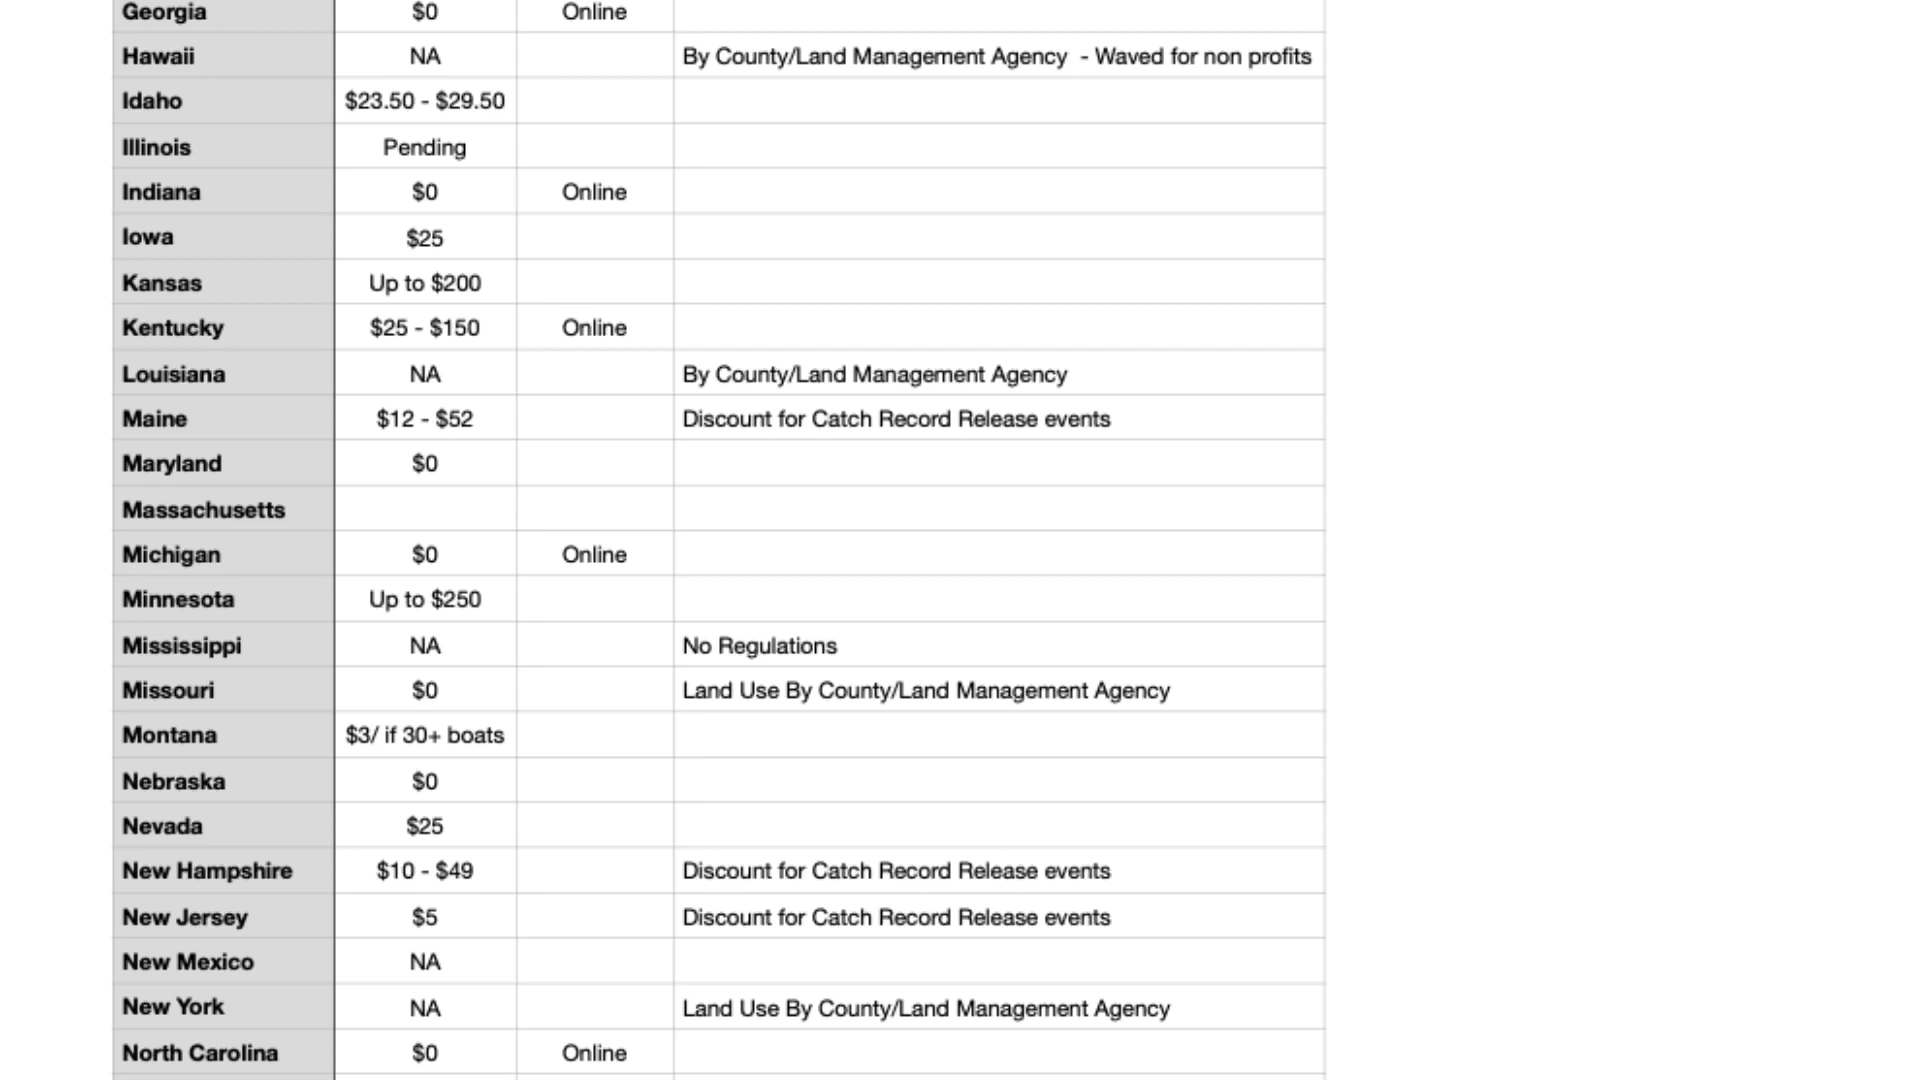 Georgia $0 Online
Hawaii NA By County/Land Management Agency  - Waved for non profits
Idaho $23.50 - $29.50
Illinois Pending
Indiana $0 Online
Iowa $25
Kansas Up to $200
Kentucky $25 - $150 Online
Louisiana NA By County/Land Management Agency
Maine $12 - $52 Discount for Catch Record Release events
Maryland $0
Massachusetts
Michigan $0 Online
Minnesota Up to $250
Mississippi NA No Regulations
Missouri $0 Land Use By County/Land Management Agency
Montana $3/ if 30+ boats
Nebraska $0
Nevada $25
New Hampshire $10 - $49 Discount for Catch Record Release events
New Jersey $5 Discount for Catch Record Release events
New Mexico NA
New York NA Land Use By County/Land Management Agency
North Carolina $0 Online